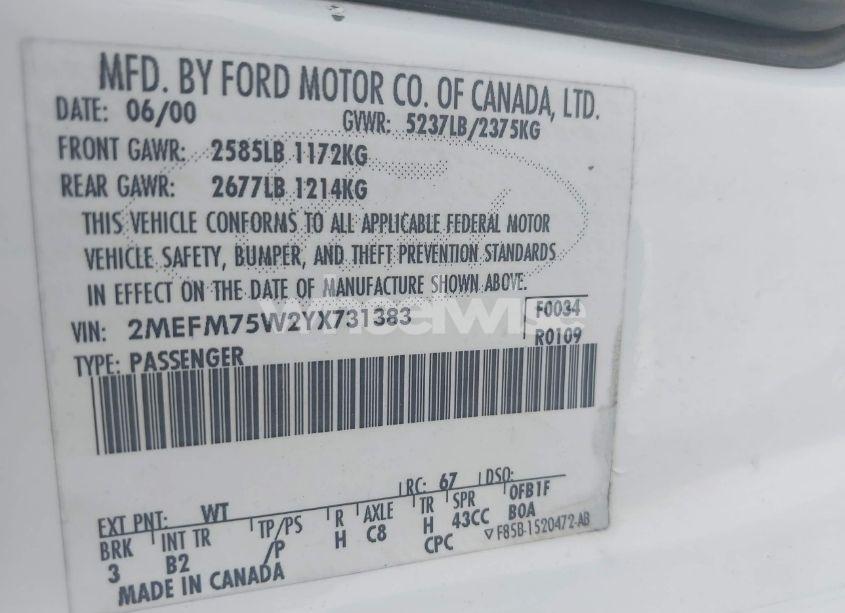 MFD. BY FORD MOTOR CO. OF CANADA, LTD.
DATE: 06/00 GVWR: 5237LB/2375KG
FRONT GAWR: 2585LB 1172KG
REAR GAWR: 2677LB 1214KG
THIS VEHICLE CONFORMS TO ALL APPLICABLE FEDERAL MOTOR
VEHICLE SAFETY, BUMPER, AND THEFT PREVENTION STANDARDS
IN EFFECT ON THE DATE OF MANUFACTURE SHOWN ABOVE.
wheelwise
VIN: 2MEFM75W2YX731383 F0034
TYPE: PASSENGER R0109
EXT PNT: WT RC: 67 DSO:
BRK INT TR TP/PS R AXLE TR SPR 0FB1F
3 B2 /P H C8 H 43CC BOA
CPC ▽F85B-1520472-AB
MADE IN CANADA